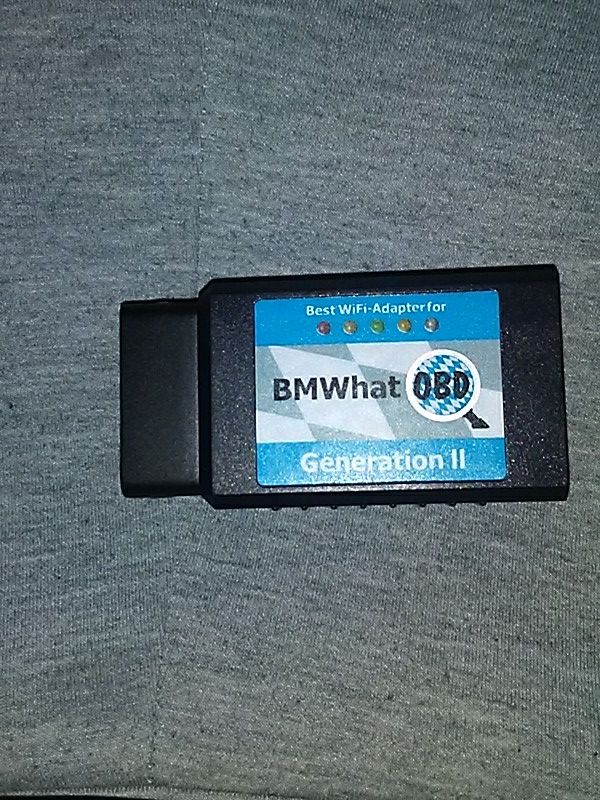 Best WiFi-Adapter for
BMWhat OBD
Generation II